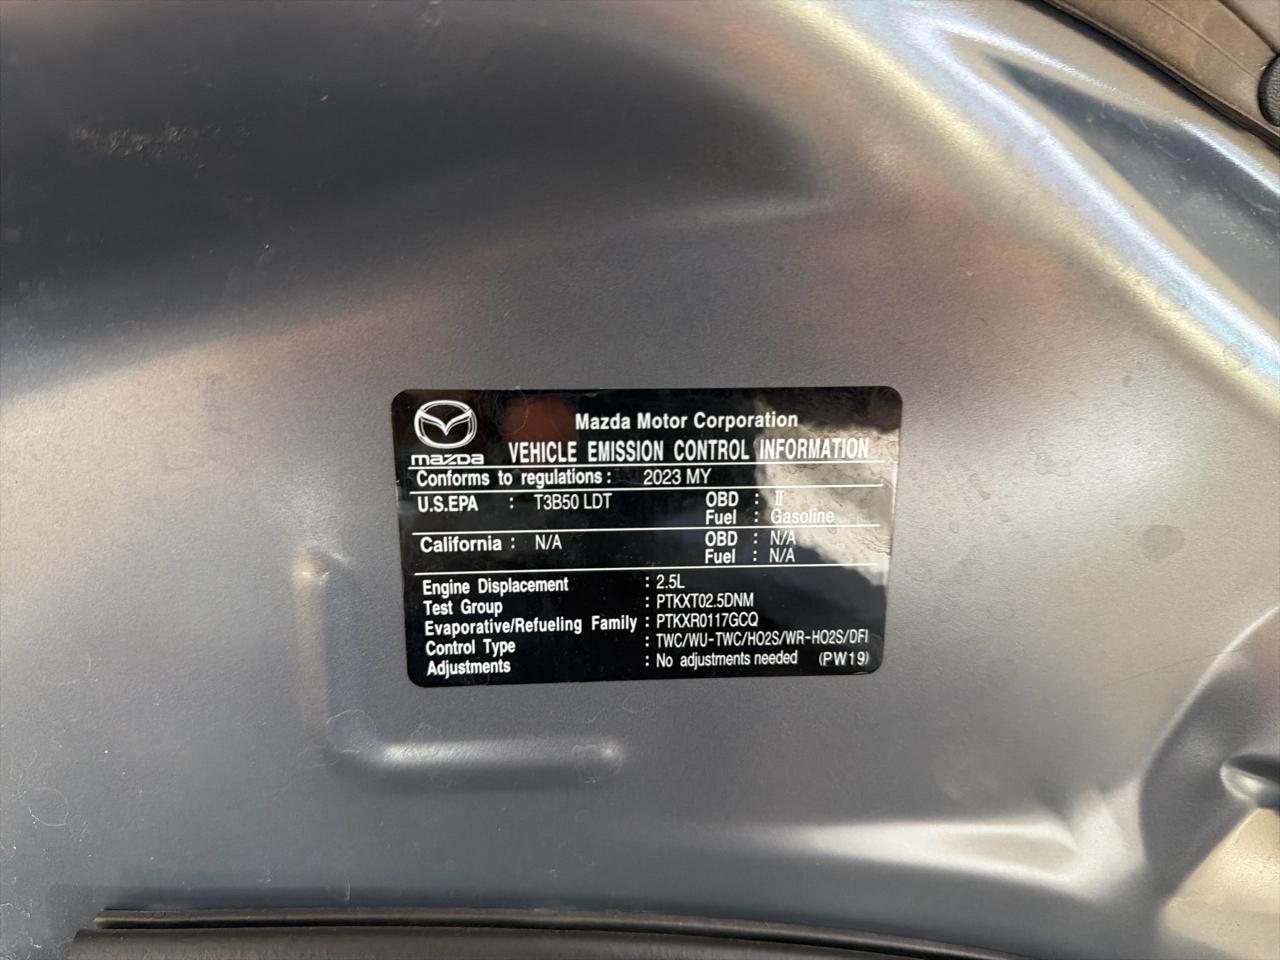 mazda
Mazda Motor Corporation
VEHICLE EMISSION CONTROL INFORMATION
Conforms to regulations : 2023 MY
U.S.EPA : T3B50 LDT OBD : II
Fuel : Gasoline
California : N/A OBD : N/A
Fuel : N/A
Engine Displacement : 2.5L
Test Group : PTKXT02.5DNM
Evaporative/Refueling Family : PTKXR0117GCQ
Control Type : TWC/WU-TWC/HO2S/WR-HO2S/DFI
Adjustments : No adjustments needed (PW19)